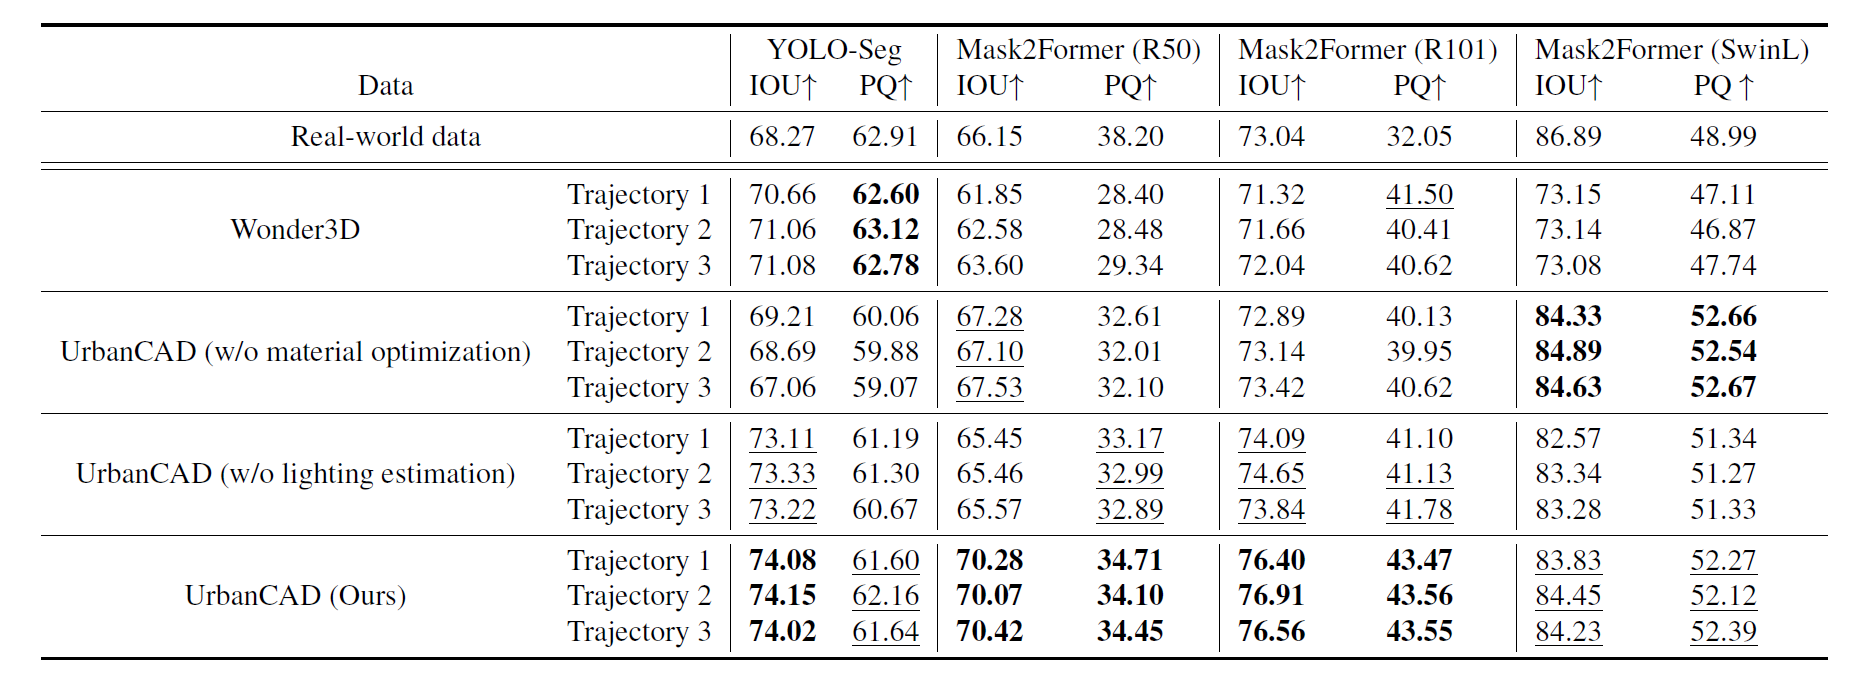 YOLO-Seg Mask2Former (R50) Mask2Former (R101) Mask2Former (SwinL)
Data IOU↑ PQ↑ IOU↑ PQ↑ IOU↑ PQ↑ IOU↑ PQ ↑
Real-world data 68.27 62.91 66.15 38.20 73.04 32.05 86.89 48.99
Trajectory 1 70.66 62.60 61.85 28.40 71.32 41.50 73.15 47.11
Wonder3D Trajectory 2 71.06 63.12 62.58 28.48 71.66 40.41 73.14 46.87
Trajectory 3 71.08 62.78 63.60 29.34 72.04 40.62 73.08 47.74
Trajectory 1 69.21 60.06 67.28 32.61 72.89 40.13 84.33 52.66
UrbanCAD (w/o material optimization) Trajectory 2 68.69 59.88 67.10 32.01 73.14 39.95 84.89 52.54
Trajectory 3 67.06 59.07 67.53 32.10 73.42 40.62 84.63 52.67
Trajectory 1 73.11 61.19 65.45 33.17 74.09 41.10 82.57 51.34
UrbanCAD (w/o lighting estimation) Trajectory 2 73.33 61.30 65.46 32.99 74.65 41.13 83.34 51.27
Trajectory 3 73.22 60.67 65.57 32.89 73.84 41.78 83.28 51.33
Trajectory 1 74.08 61.60 70.28 34.71 76.40 43.47 83.83 52.27
UrbanCAD (Ours) Trajectory 2 74.15 62.16 70.07 34.10 76.91 43.56 84.45 52.12
Trajectory 3 74.02 61.64 70.42 34.45 76.56 43.55 84.23 52.39